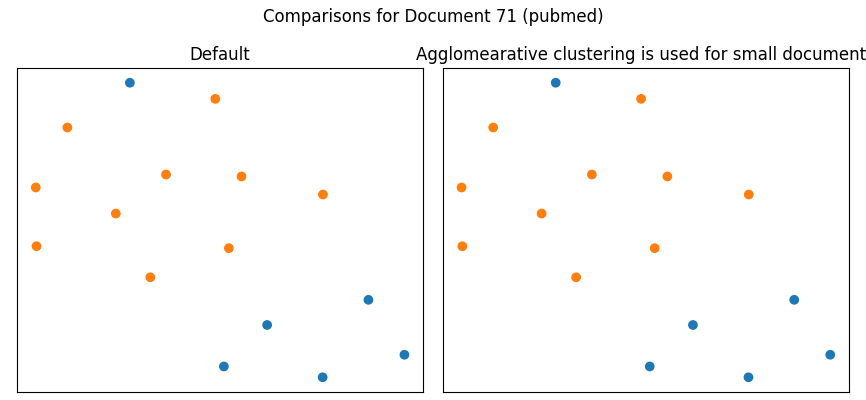 Comparisons for Document 71 (pubmed)
Default
Agglomearative clustering is used for small document